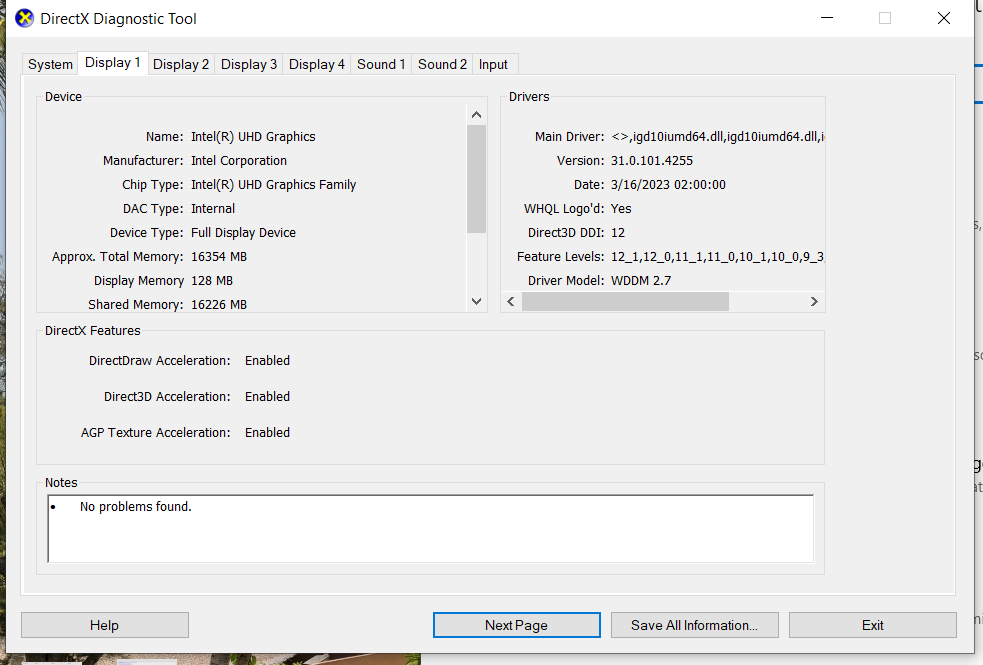 DirectX Diagnostic Tool
System Display 1 Display 2 Display 3 Display 4 Sound 1 Sound 2 Input
Device
Name: Intel(R) UHD Graphics
Manufacturer: Intel Corporation
Chip Type: Intel(R) UHD Graphics Family
DAC Type: Internal
Device Type: Full Display Device
Approx. Total Memory: 16354 MB
Display Memory 128 MB
Shared Memory: 16226 MB
Drivers
Main Driver: <>,igd10iumd64.dll,igd10iumd64.dll,i
Version: 31.0.101.4255
Date: 3/16/2023 02:00:00
WHQL Logo'd: Yes
Direct3D DDI: 12
Feature Levels: 12_1,12_0,11_1,11_0,10_1,10_0,9_3
Driver Model: WDDM 2.7
DirectX Features
DirectDraw Acceleration: Enabled
Direct3D Acceleration: Enabled
AGP Texture Acceleration: Enabled
Notes
• No problems found.
Help Next Page Save All Information... Exit